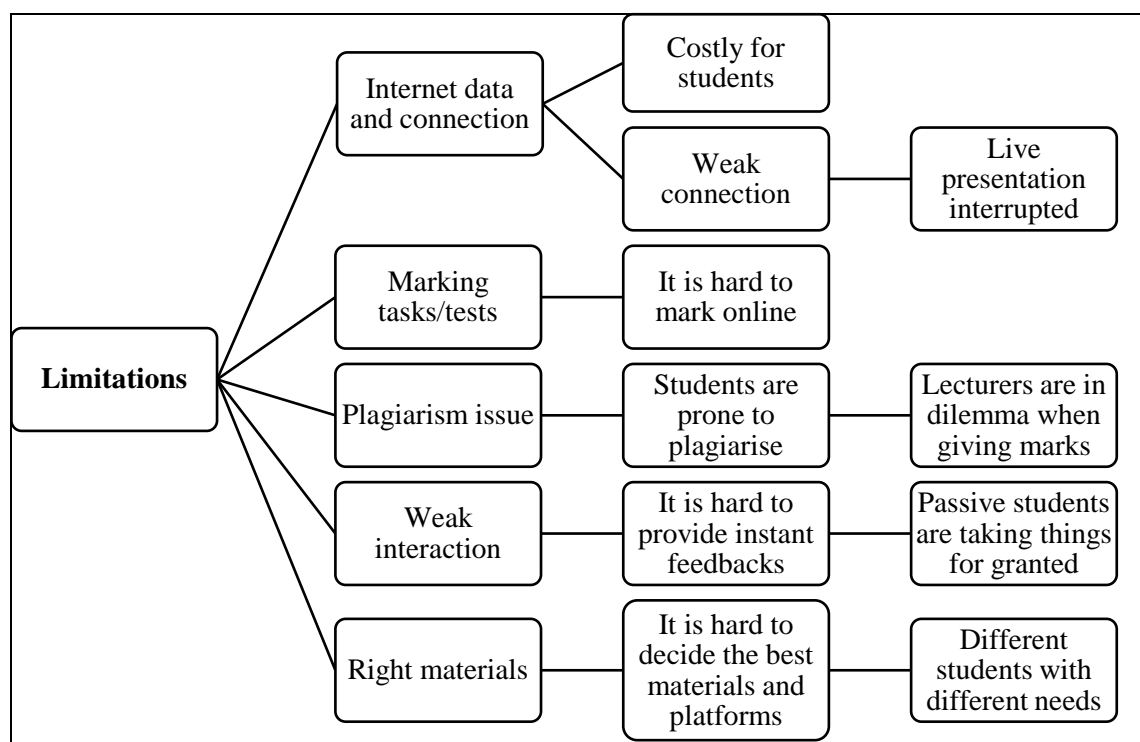 Limitations
Internet data
and connection
Costly for
students
Weak
connection
Live
presentation
interrupted
Marking
tasks/tests
It is hard to
mark online
Plagiarism issue
Students are
prone to
plagiarise
Lecturers are in
dilemma when
giving marks
Weak
interaction
It is hard to
provide instant
feedbacks
Passive students
are taking things
for granted
Right materials
It is hard to
decide the best
materials and
platforms
Different
students with
different needs